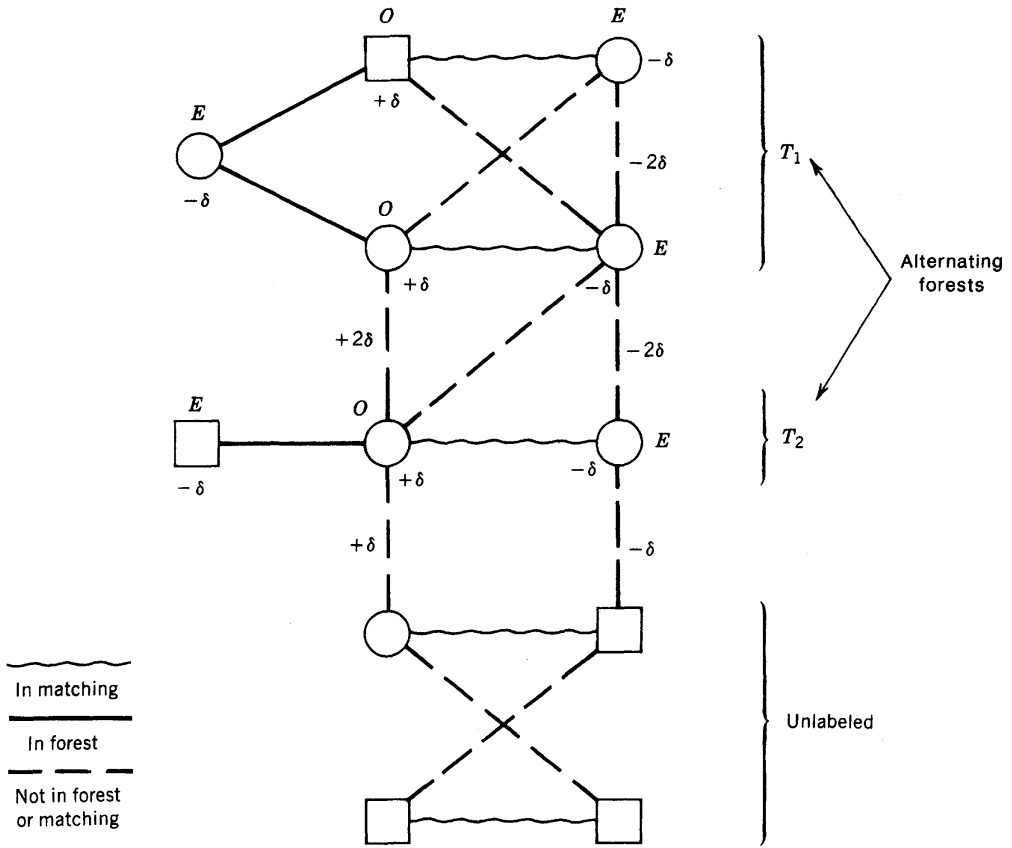 O
E
−δ
+δ
E
−2δ
T1
−δ
O
E
+δ
−δ
Alternating
forests
+2δ
−2δ
O
E
E
T2
−δ
+δ
−δ
+δ
−δ
In matching
In forest
Unlabeled
Not in forest
or matching